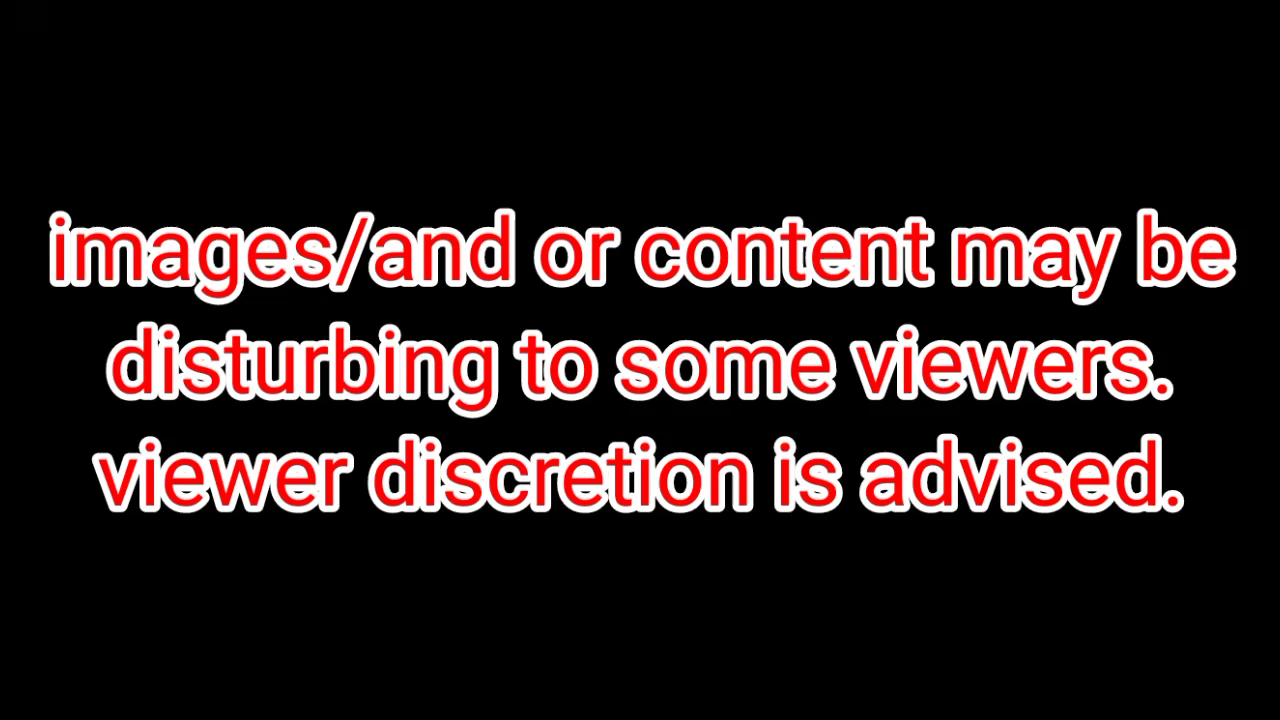 images/and or content may be
disturbing to some viewers.
viewer discretion is advised.